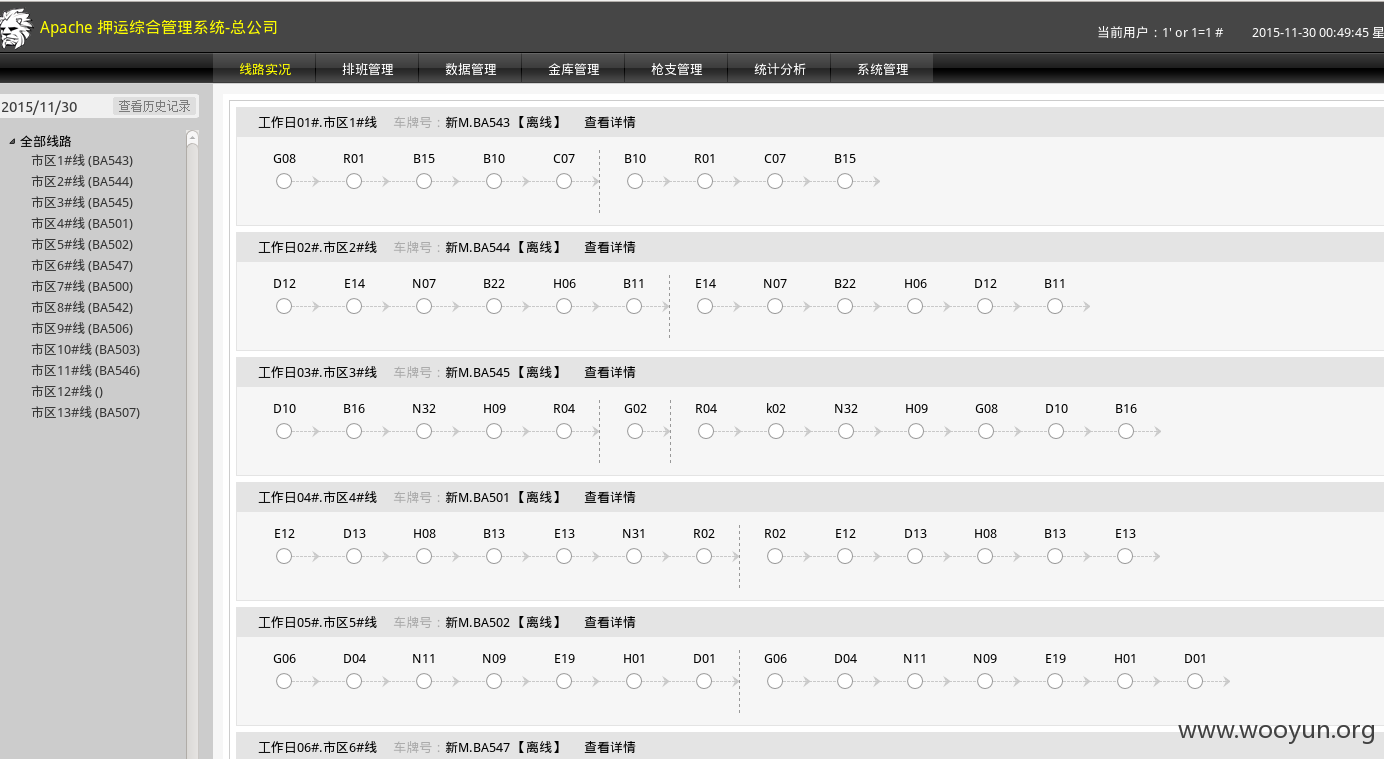 Apache 押运综合管理系统-总公司
当前用户：1' or 1=1 # 2015-11-30 00:49:45 星
线路实况 排班管理 数据管理 金库管理 枪支管理 统计分析 系统管理
2015/11/30 查看历史记录
全部线路
市区1#线 (BA543)
市区2#线 (BA544)
市区3#线 (BA545)
市区4#线 (BA501)
市区5#线 (BA502)
市区6#线 (BA547)
市区7#线 (BA500)
市区8#线 (BA542)
市区9#线 (BA506)
市区10#线 (BA503)
市区11#线 (BA546)
市区12#线 ()
市区13#线 (BA507)
工作日01#.市区1#线 车牌号：新M.BA543【离线】 查看详情
G08 R01 B15 B10 C07 B10 R01 C07 B15
工作日02#.市区2#线 车牌号：新M.BA544【离线】 查看详情
D12 E14 N07 B22 H06 B11 E14 N07 B22 H06 D12 B11
工作日03#.市区3#线 车牌号：新M.BA545【离线】 查看详情
D10 B16 N32 H09 R04 G02 R04 k02 N32 H09 G08 D10 B16
工作日04#.市区4#线 车牌号：新M.BA501【离线】 查看详情
E12 D13 H08 B13 E13 N31 R02 R02 E12 D13 H08 B13 E13
工作日05#.市区5#线 车牌号：新M.BA502【离线】 查看详情
G06 D04 N11 N09 E19 H01 D01 G06 D04 N11 N09 E19 H01 D01
工作日06#.市区6#线 车牌号：新M.BA547【离线】 查看详情
www.wooyun.org